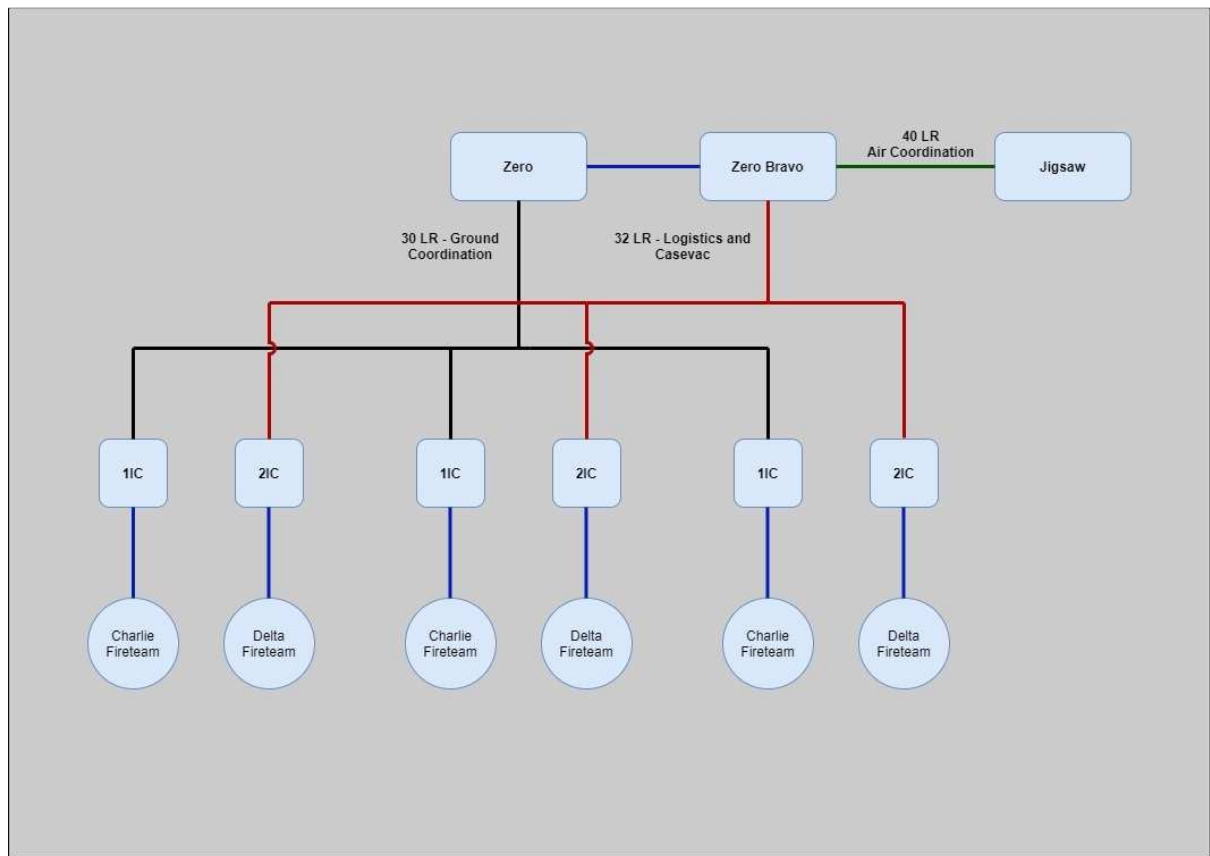 40 LR
Air Coordination
Zero
Zero Bravo
Jigsaw
30 LR - Ground
Coordination
32 LR - Logistics and
Casevac
1IC
2IC
1IC
2IC
1IC
2IC
Charlie
Fireteam
Delta
Fireteam
Charlie
Fireteam
Delta
Fireteam
Charlie
Fireteam
Delta
Fireteam